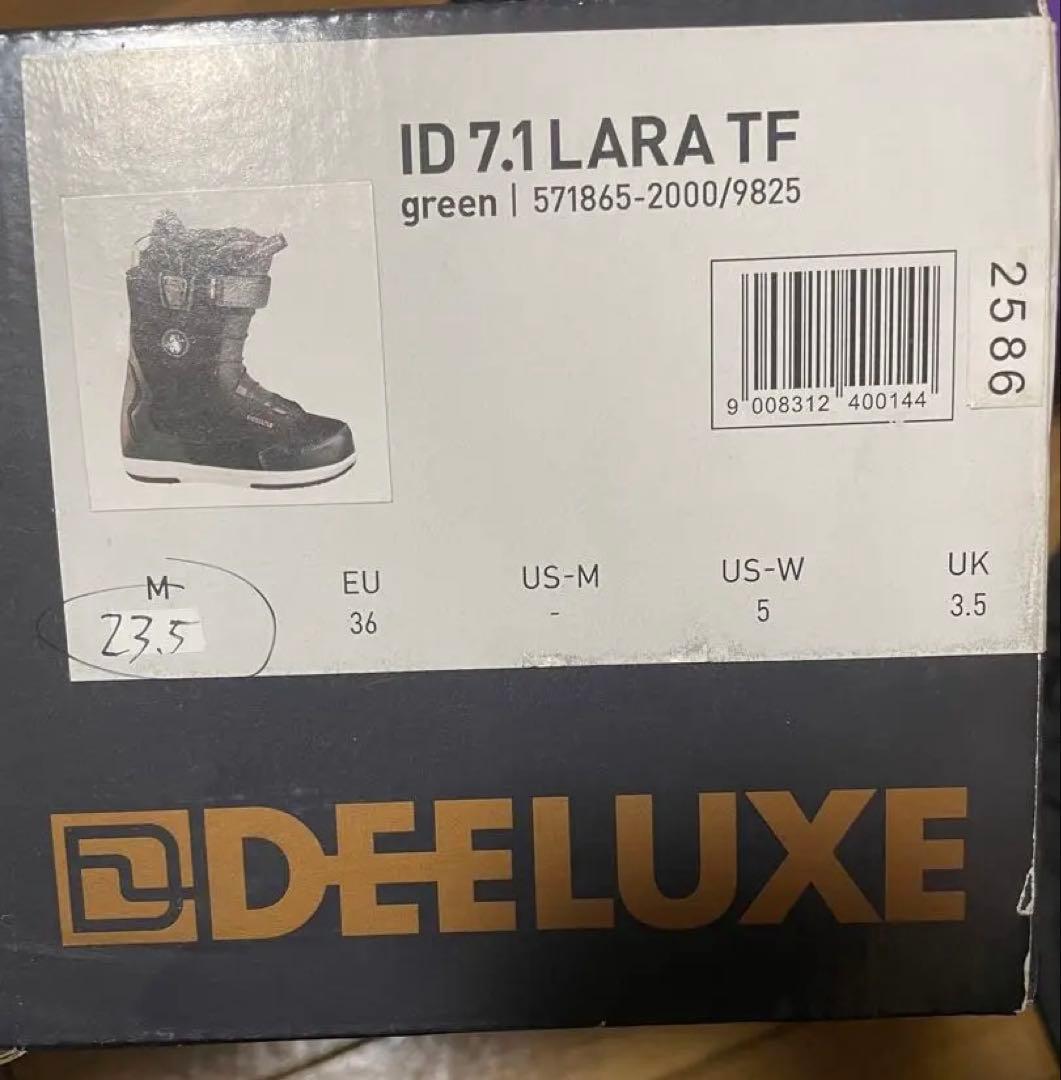 ID 7.1 LARA TF
green | 571865-2000/9825
9 008312 400144
2586
M EU US-M US-W UK
23.5 36 - 5 3.5
DEELUXE